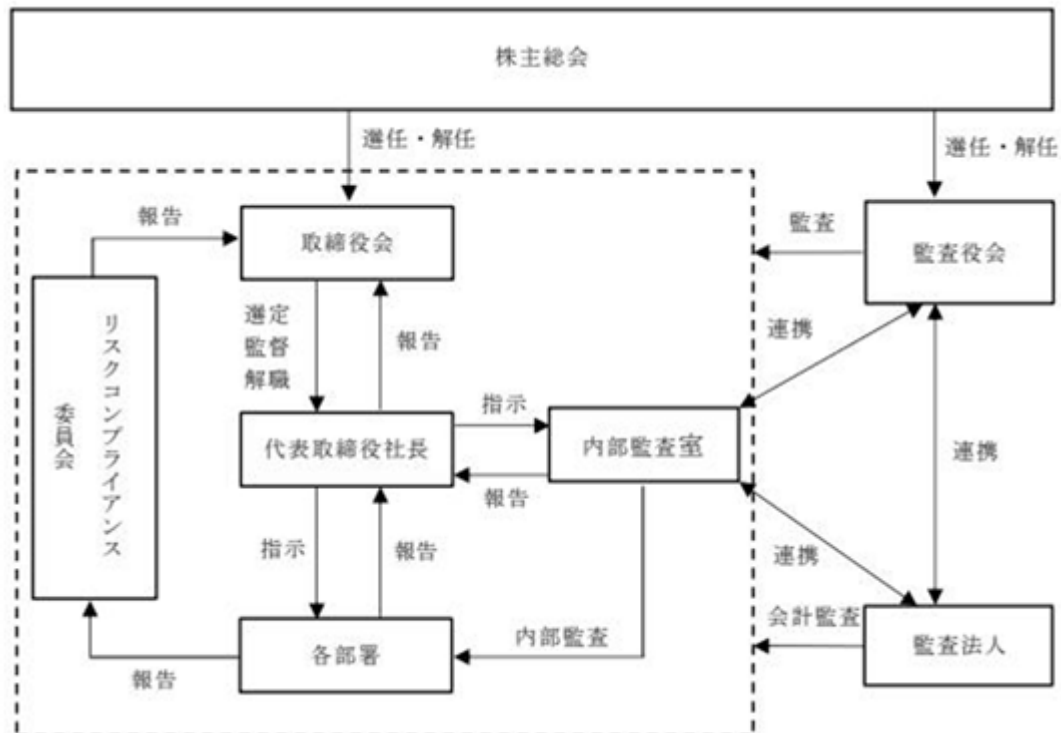 株主総会
選任・解任
選任・解任
報告
取締役会
監査
監査役会
選定
監督
解職
報告
連携
リスクコンプライアンス
委員会
代表取締役社長
指示
報告
内部監査室
連携
指示
報告
連携
各部署
報告
内部監査
会計監査
監査法人